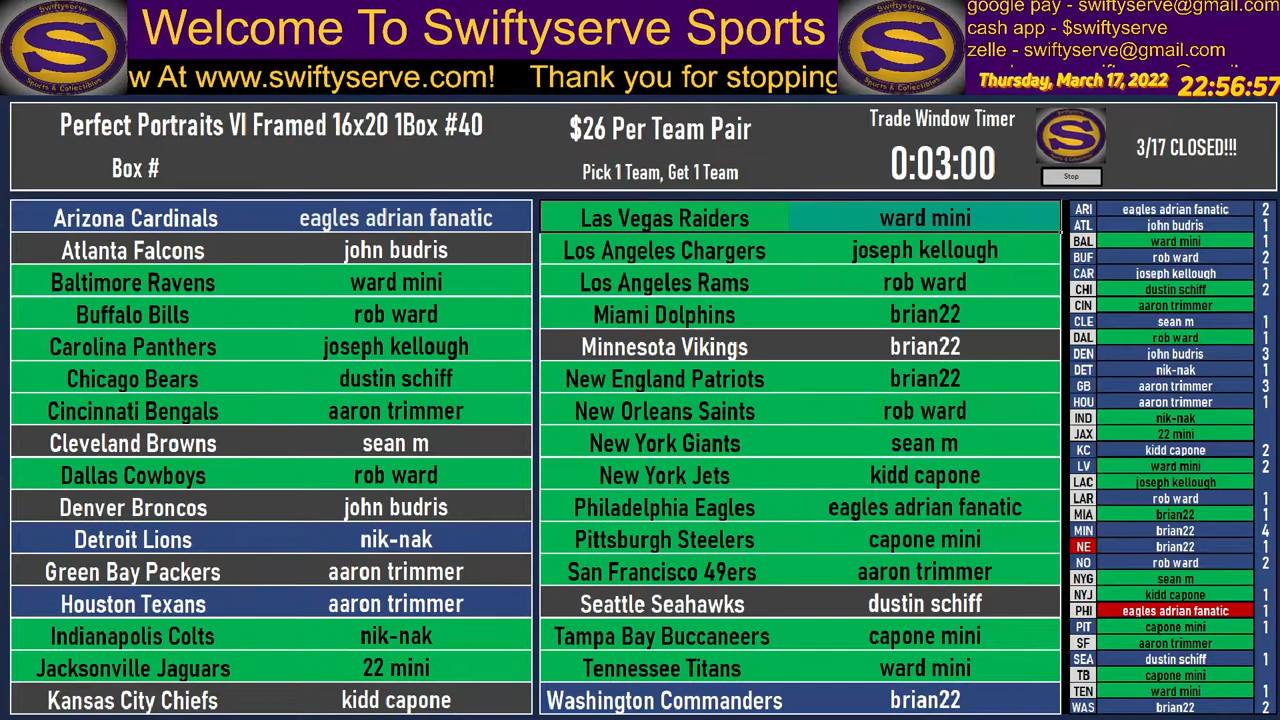 Welcome To Swiftyserve Sports
w At www.swiftyserve.com! Thank you for stopping
google pay - swiftyserve@gmail.com
cash app - $swiftyserve
zelle - swiftyserve@gmail.com
Thursday, March 17, 2022 22:56:57
S
Sports & Collectibles
S
Sports & Collectibles
Perfect Portraits VI Framed 16x20 1Box #40
Box #
$26 Per Team Pair
Pick 1 Team, Get 1 Team
Trade Window Timer
0:03:00
Stop
3/17 CLOSED!!!
Arizona Cardinals eagles adrian fanatic
Atlanta Falcons john budris
Baltimore Ravens ward mini
Buffalo Bills rob ward
Carolina Panthers joseph kellough
Chicago Bears dustin schiff
Cincinnati Bengals aaron trimmer
Cleveland Browns sean m
Dallas Cowboys rob ward
Denver Broncos john budris
Detroit Lions nik-nak
Green Bay Packers aaron trimmer
Houston Texans aaron trimmer
Indianapolis Colts nik-nak
Jacksonville Jaguars 22 mini
Kansas City Chiefs kidd capone
Las Vegas Raiders ward mini
Los Angeles Chargers joseph kellough
Los Angeles Rams rob ward
Miami Dolphins brian22
Minnesota Vikings brian22
New England Patriots brian22
New Orleans Saints rob ward
New York Giants sean m
New York Jets kidd capone
Philadelphia Eagles eagles adrian fanatic
Pittsburgh Steelers capone mini
San Francisco 49ers aaron trimmer
Seattle Seahawks dustin schiff
Tampa Bay Buccaneers capone mini
Tennessee Titans ward mini
Washington Commanders brian22
ARI eagles adrian fanatic 2
ATL john budris 1
BAL ward mini 1
BUF rob ward 2
CAR joseph kellough 1
CHI dustin schiff 2
CIN aaron trimmer
CLE sean m 1
DAL rob ward 1
DEN john budris 3
DET nik-nak 1
GB aaron trimmer 3
HOU aaron trimmer 1
IND nik-nak
JAX 22 mini
KC kidd capone 2
LV ward mini 2
LAC joseph kellough
LAR rob ward 1
MIA brian22 1
MIN brian22 4
NE brian22 1
NO rob ward 2
NYG sean m
NYJ kidd capone 1
PHI eagles adrian fanatic 1
PIT capone mini 1
SF aaron trimmer
SEA dustin schiff 1
TB capone mini
TEN ward mini 1
WAS brian22 2